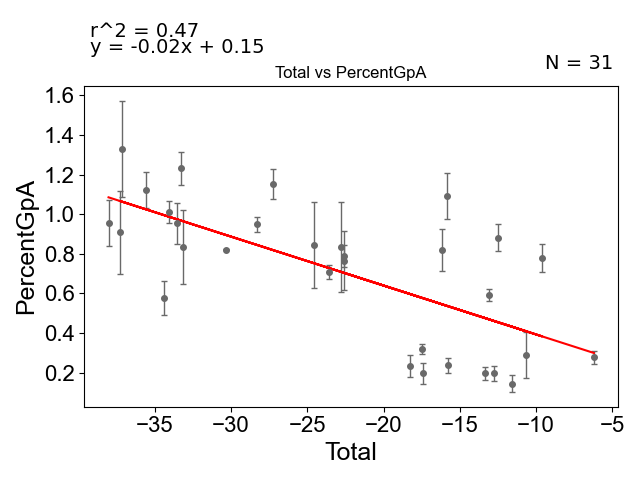 r^2 = 0.47
y = -0.02x + 0.15
N = 31
Total vs PercentGpA
1.6
1.4
1.2
1.0
0.8
0.6
0.4
0.2
PercentGpA
−35
−30
−25
−20
−15
−10
−5
Total